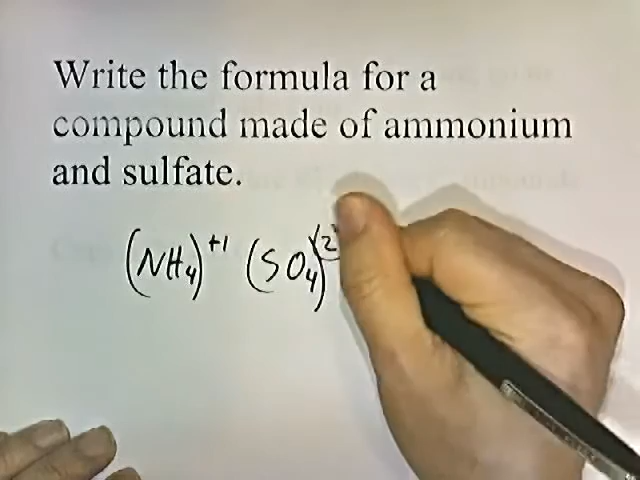 Write the formula for a
compound made of ammonium
and sulfate.
(NH₄)⁺¹ (SO₄)⁽²⁾